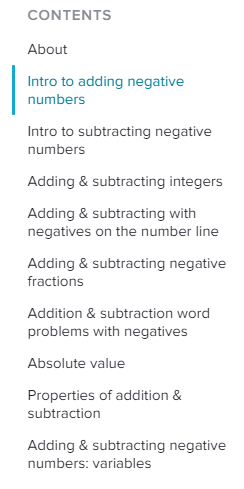 CONTENTS
About
Intro to adding negative
numbers
Intro to subtracting negative
numbers
Adding & subtracting integers
Adding & subtracting with
negatives on the number line
Adding & subtracting negative
fractions
Addition & subtraction word
problems with negatives
Absolute value
Properties of addition &
subtraction
Adding & subtracting negative
numbers: variables